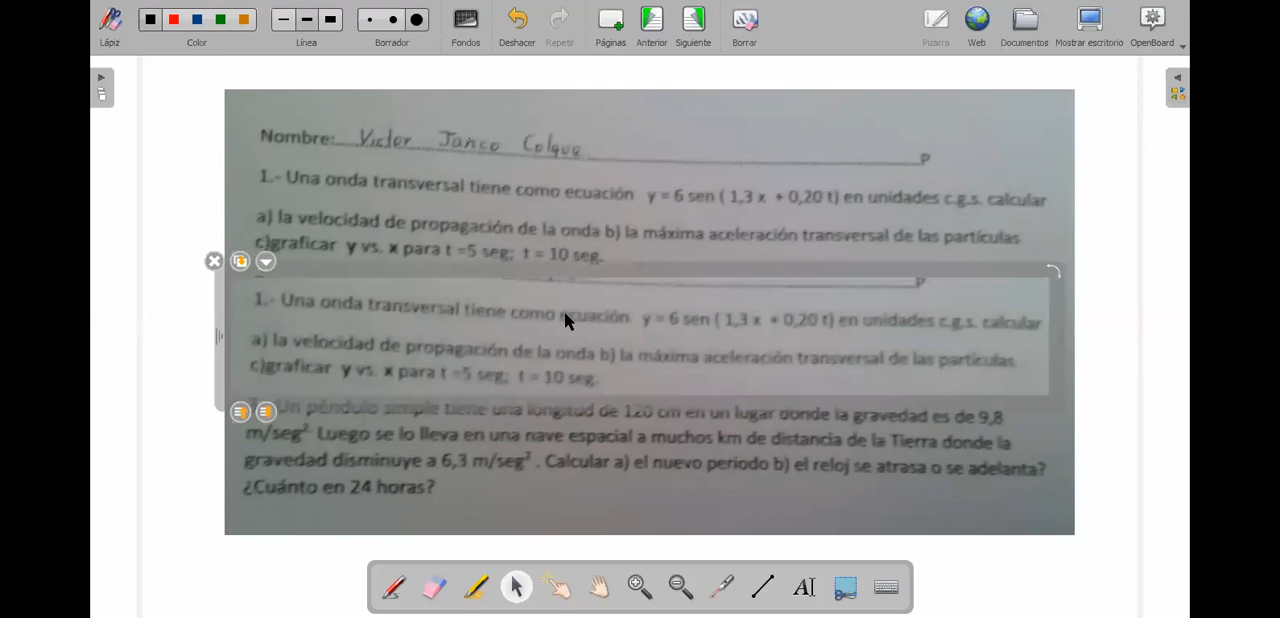 Lápiz Color Línea Borrador Fondos Deshacer Repetir Páginas Anterior Siguiente Borrar Pizarra Web Documentos Mostrar escritorio OpenBoard
Nombre: Victor Janco Colque P
1.- Una onda transversal tiene como ecuación y = 6 sen ( 1,3 x + 0,20 t) en unidades c.g.s. calcular
a) la velocidad de propagación de la onda b) la máxima aceleración transversal de las partículas
c)graficar y vs. x para t =5 seg; t = 10 seg.
P
1.- Una onda transversal tiene como ecuación y = 6 sen ( 1,3 x + 0,20 t) en unidades c.g.s. calcular
a) la velocidad de propagación de la onda b) la máxima aceleración transversal de las partículas
c)graficar y vs. x para t =5 seg; t = 10 seg.
Un péndulo simple tiene una longitud de 120 cm en un lugar donde la gravedad es de 9,8
m/seg² Luego se lo lleva en una nave espacial a muchos km de distancia de la Tierra donde la
gravedad disminuye a 6,3 m/seg² . Calcular a) el nuevo periodo b) el reloj se atrasa o se adelanta?
¿Cuánto en 24 horas?
AI